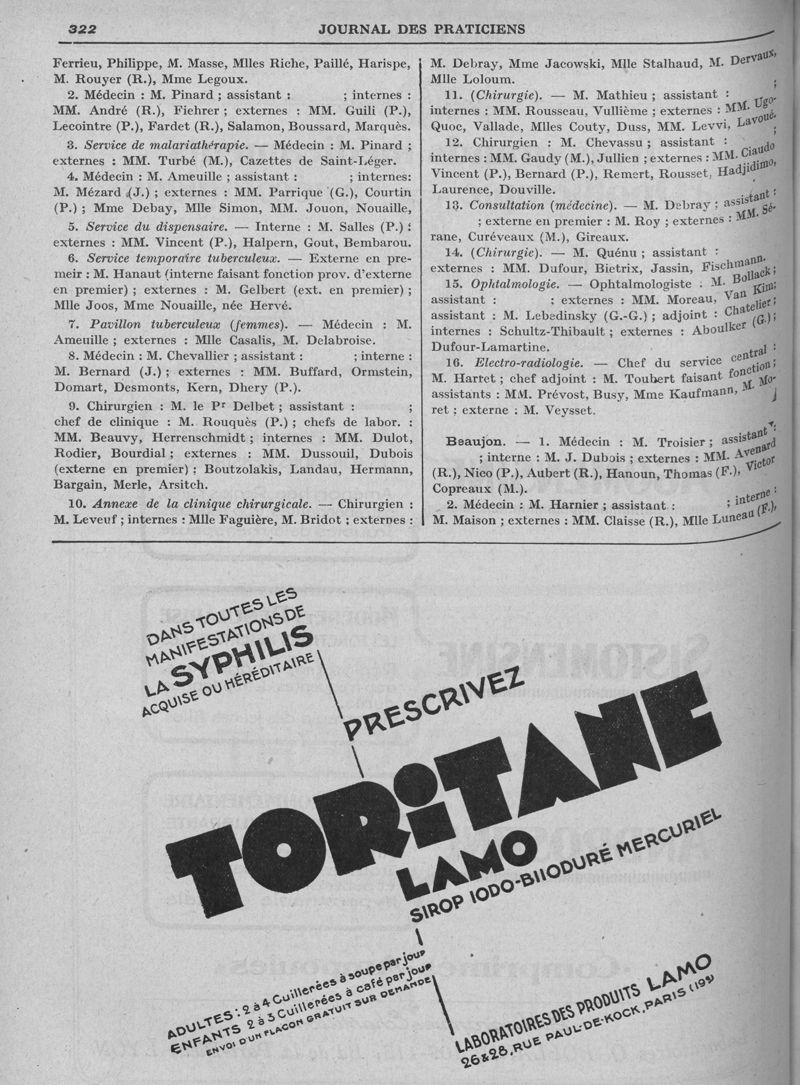 322
JOURNAL DES PRATICIENS
Ferrieu, Philippe, M. Masse, Mlles Riche, Paillé, Harispe,
M. Rouyer (R.), Mme Legoux.
2. Médecin : M. Pinard ; assistant : ; internes :
MM. André (R.), Fiehrer ; externes : MM. Guili (P.),
Lecointre (P.), Fardet (R.), Salamon, Boussard, Marquès.
3. Service de malariathérapie. — Médecin : M. Pinard ;
externes : MM. Turbé (M.), Cazettes de Saint-Léger.
4. Médecin : M. Ameuille ; assistant : ; internes:
M. Mézard (J.) ; externes : MM. Parrique (G.), Courtin
(P.) ; Mme Debay, Mlle Simon, MM. Jouon, Nouaille,
5. Service du dispensaire. — Interne : M. Salles (P.) ;
externes : MM. Vincent (P.), Halpern, Gout, Bembarou.
6. Service temporaire tuberculeux. — Externe en pre-
meir : M. Hanaut (interne faisant fonction prov. d'externe
en premier) ; externes : M. Gelbert (ext. en premier) ;
Mlle Joos, Mme Nouaille, née Hervé.
7. Pavillon tuberculeux (femmes). — Médecin : M.
Ameuille ; externes : Mlle Casalis, M. Delabroise.
8. Médecin : M. Chevallier ; assistant : ; interne :
M. Bernard (J.) ; externes : MM. Buffard, Ormstein,
Domart, Desmonts, Kern, Dhery (P.).
9. Chirurgien : M. le Pr Delbet ; assistant : ;
chef de clinique : M. Rouquès (P.) ; chefs de labor. :
MM. Beauvy, Herrenschmidt ; internes : MM. Dulot,
Rodier, Bourdial ; externes : MM. Dussouil, Dubois
(externe en premier) ; Boutzolakis, Landau, Hermann,
Bargain, Merle, Arsitch.
10. Annexe de la clinique chirurgicale. — Chirurgien :
M. Leveuf ; internes : Mlle Faguière, M. Bridot ; externes :
M. Debray, Mme Jacowski, Mlle Stalhaud, M. Dervaux,
Mlle Loloum.
11. (Chirurgie). — M. Mathieu ; assistant : ;
internes : MM. Rousseau, Vullième ; externes : MM. Ugo-
Quoc, Vallade, Mlles Couty, Duss, MM. Levvi, Lavoué.
12. Chirurgien : M. Chevassu ; assistant :
internes : MM. Gaudy (M.), Jullien ; externes : MM. Ciaudo
Vincent (P.), Bernard (P.), Remert, Rousset, Hadjidimo,
Laurence, Douville.
13. Consultation (médecine). — M. Debray ; assistant :
; externe en premier : M. Roy ; externes : MM. Sé-
rane, Curéveaux (M.), Gireaux.
14. (Chirurgie). — M. Quénu ; assistant :
externes : MM. Dufour, Bietrix, Jassin, Fischmann.
15. Ophtalmologie. — Ophtalmologiste : M. Bollack ;
assistant : ; externes : MM. Moreau, Van Kim;
assistant : M. Lebedinsky (G.-G.) ; adjoint : Chatelier;
internes : Schultz-Thibault ; externes : Aboulker (G.);
Dufour-Lamartine.
16. Electro-radiologie. — Chef du service central :
M. Harret ; chef adjoint : M. Toubert faisant fonction;
assistants : MM. Prévost, Busy, Mme Kaufmann, M. Mo-
ret ; externe : M. Veysset.
Beaujon. — 1. Médecin : M. Troisier ; assistant :
; interne : M. J. Dubois ; externes : MM. Avenard
(R.), Nico (P.), Aubert (R.), Hanoun, Thomas (F.), Victor
Copreaux (M.).
2. Médecin : M. Harnier ; assistant : ; interne :
M. Maison ; externes : MM. Claisse (R.), Mlle Luneau (F.),
DANS TOUTES LES
MANIFESTATIONS DE
LA SYPHILIS
ACQUISE OU HÉRÉDITAIRE
PRESCRIVEZ
TORITANE
LAMO
SIROP IODO-BIIODURÉ MERCURIEL
ADULTES : 2 à 4 Cuillerées à soupe par jour
ENFANTS 2 à 3 Cuillerées à café par jour
ENVOI D'UN FLACON GRATUIT SUR DEMANDE
LABORATOIRES DES PRODUITS LAMO
26 & 28, RUE PAUL-DE-KOCK, PARIS (19e)